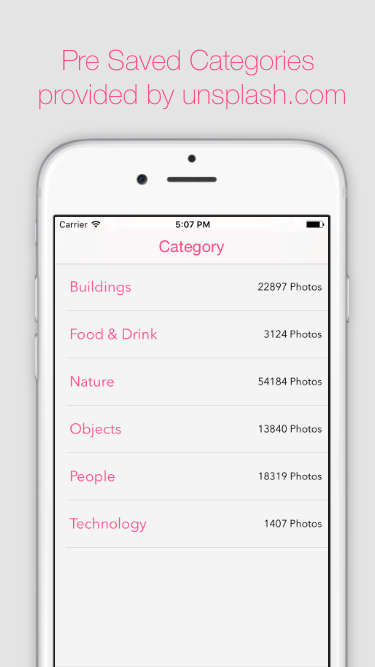 Pre Saved Categories
provided by unsplash.com
Carrier 5:07 PM
Category
Buildings 22897 Photos
Food & Drink 3124 Photos
Nature 54184 Photos
Objects 13840 Photos
People 18319 Photos
Technology 1407 Photos